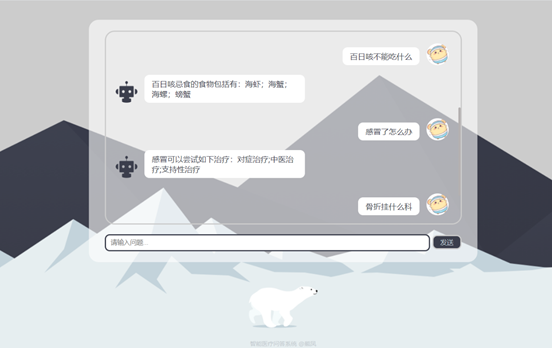 百日咳不能吃什么
百日咳忌食的食物包括有：海虾；海蟹；
海螺；螃蟹
感冒了怎么办
感冒可以尝试如下治疗：对症治疗;中医治
疗;支持性治疗
骨折挂什么科
请输入问题...
发送